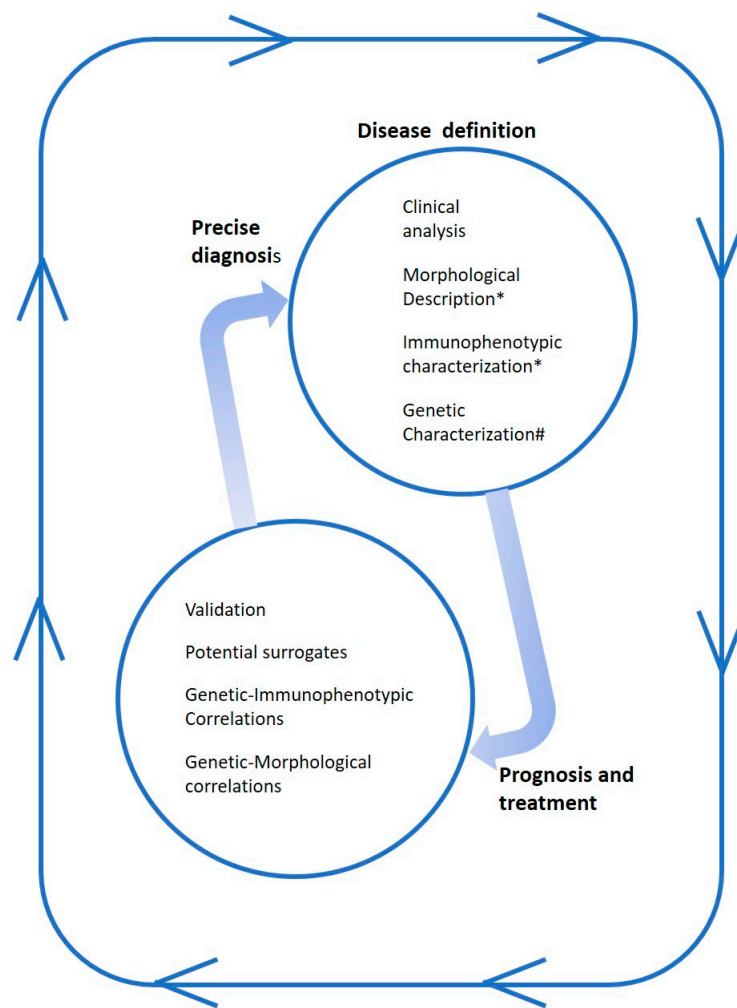 Disease definition
Clinical
analysis
Morphological
Description*
Immunophenotypic
characterization*
Genetic
Characterization#
Precise
diagnosis
Validation
Potential surrogates
Genetic-Immunophenotypic
Correlations
Genetic-Morphological
correlations
Prognosis and
treatment